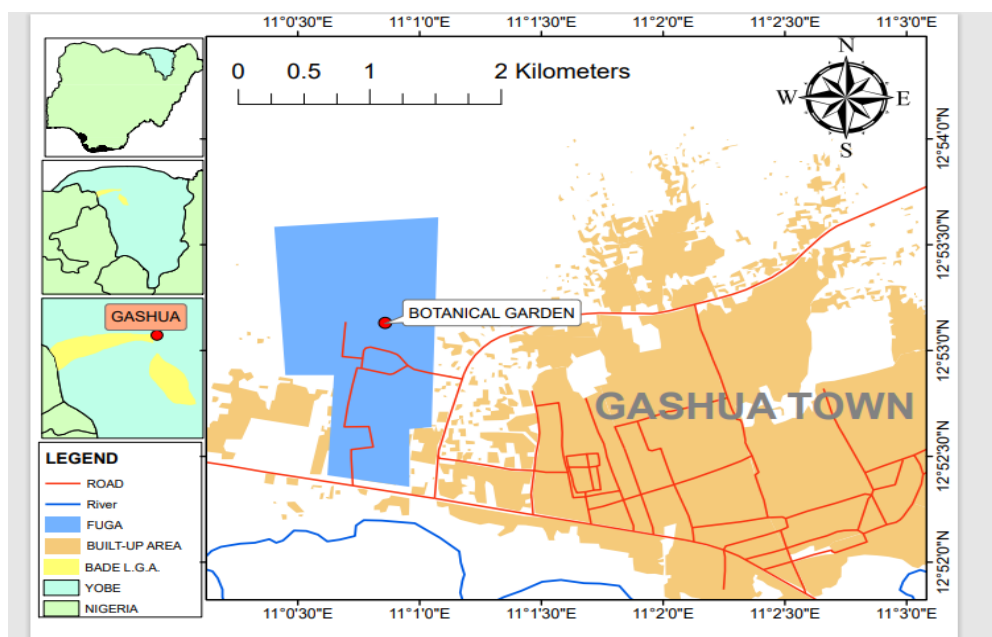 11°0'30"E 11°1'0"E 11°1'30"E 11°2'0"E 11°2'30"E 11°3'0"E
0 0.5 1 2 Kilometers
N
W E
S
12°54'0"N
12°53'30"N
12°53'0"N
12°52'30"N
12°52'0"N
BOTANICAL GARDEN
GASHUA TOWN
GASHUA
LEGEND
ROAD
River
FUGA
BUILT-UP AREA
BADE L.G.A.
YOBE
NIGERIA
11°0'30"E 11°1'0"E 11°1'30"E 11°2'0"E 11°2'30"E 11°3'0"E